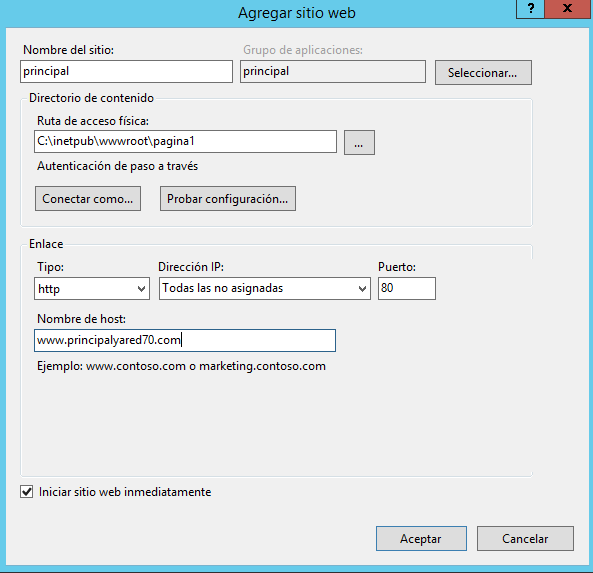 Agregar sitio web
? x
Nombre del sitio: Grupo de aplicaciones:
principal principal Seleccionar...
Directorio de contenido
Ruta de acceso física:
C:\inetpub\wwwroot\pagina1 ...
Autenticación de paso a través
Conectar como... Probar configuración...
Enlace
Tipo: Dirección IP: Puerto:
http Todas las no asignadas 80
Nombre de host:
www.principalyared70.com
Ejemplo: www.contoso.com o marketing.contoso.com
Iniciar sitio web inmediatamente
Aceptar Cancelar